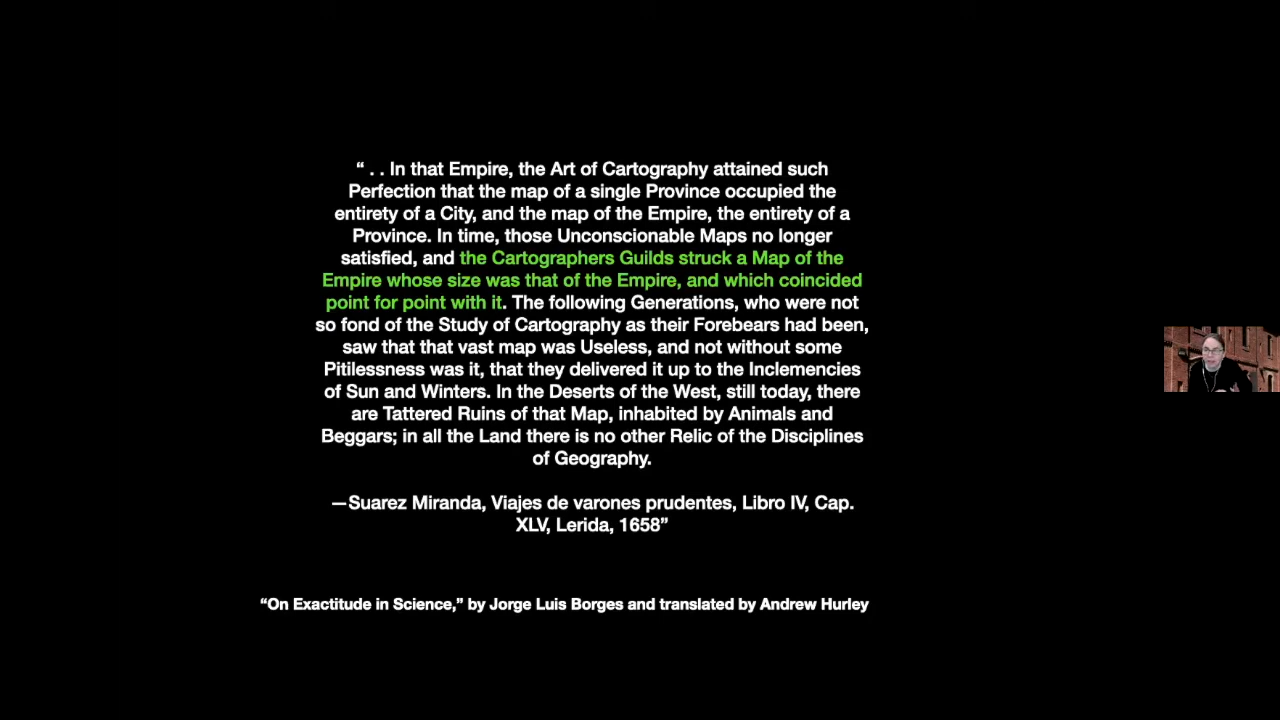 “ . . In that Empire, the Art of Cartography attained such
Perfection that the map of a single Province occupied the
entirety of a City, and the map of the Empire, the entirety of a
Province. In time, those Unconscionable Maps no longer
satisfied, and the Cartographers Guilds struck a Map of the
Empire whose size was that of the Empire, and which coincided
point for point with it. The following Generations, who were not
so fond of the Study of Cartography as their Forebears had been,
saw that that vast map was Useless, and not without some
Pitilessness was it, that they delivered it up to the Inclemencies
of Sun and Winters. In the Deserts of the West, still today, there
are Tattered Ruins of that Map, inhabited by Animals and
Beggars; in all the Land there is no other Relic of the Disciplines
of Geography.
—Suarez Miranda, Viajes de varones prudentes, Libro IV, Cap.
XLV, Lerida, 1658”
“On Exactitude in Science,” by Jorge Luis Borges and translated by Andrew Hurley